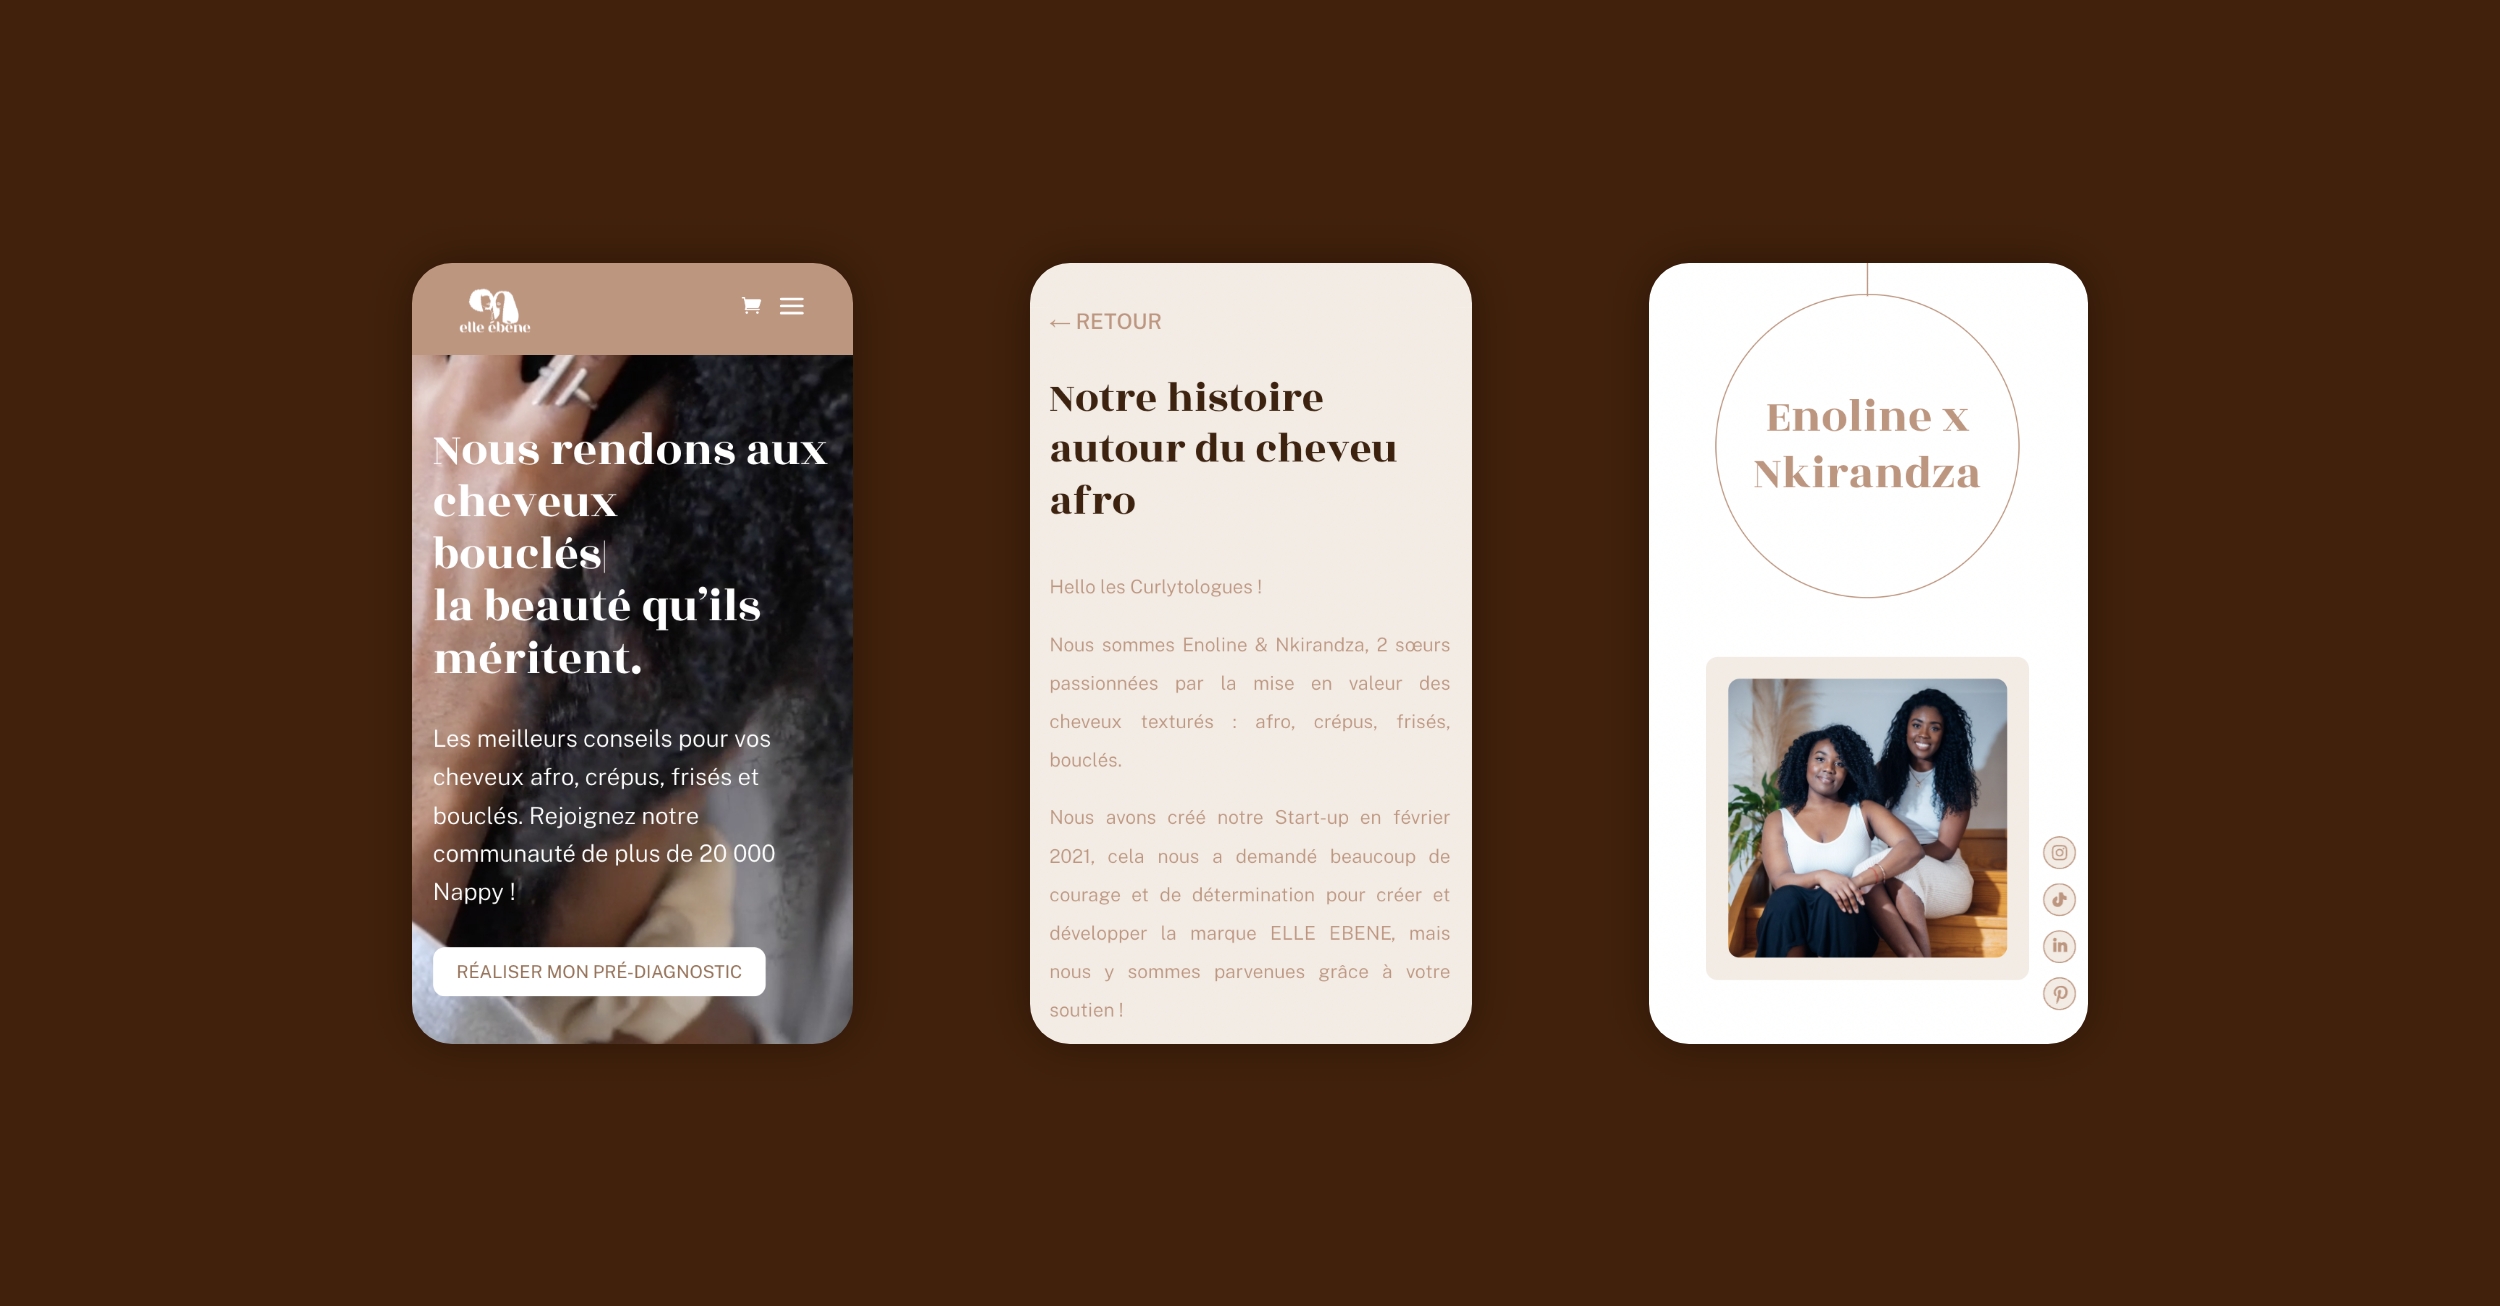 elle ébène
Nous rendons aux
cheveux
bouclés|
la beauté qu’ils
méritent.
Les meilleurs conseils pour vos
cheveux afro, crépus, frisés et
bouclés. Rejoignez notre
communauté de plus de 20 000
Nappy !
RÉALISER MON PRÉ-DIAGNOSTIC
← RETOUR
Notre histoire
autour du cheveu
afro
Hello les Curlytologues !
Nous sommes Enoline & Nkirandza, 2 sœurs
passionnées par la mise en valeur des
cheveux texturés : afro, crépus, frisés,
bouclés.
Nous avons créé notre Start-up en février
2021, cela nous a demandé beaucoup de
courage et de détermination pour créer et
développer la marque ELLE EBENE, mais
nous y sommes parvenues grâce à votre
soutien !
Enoline x
Nkirandza
in